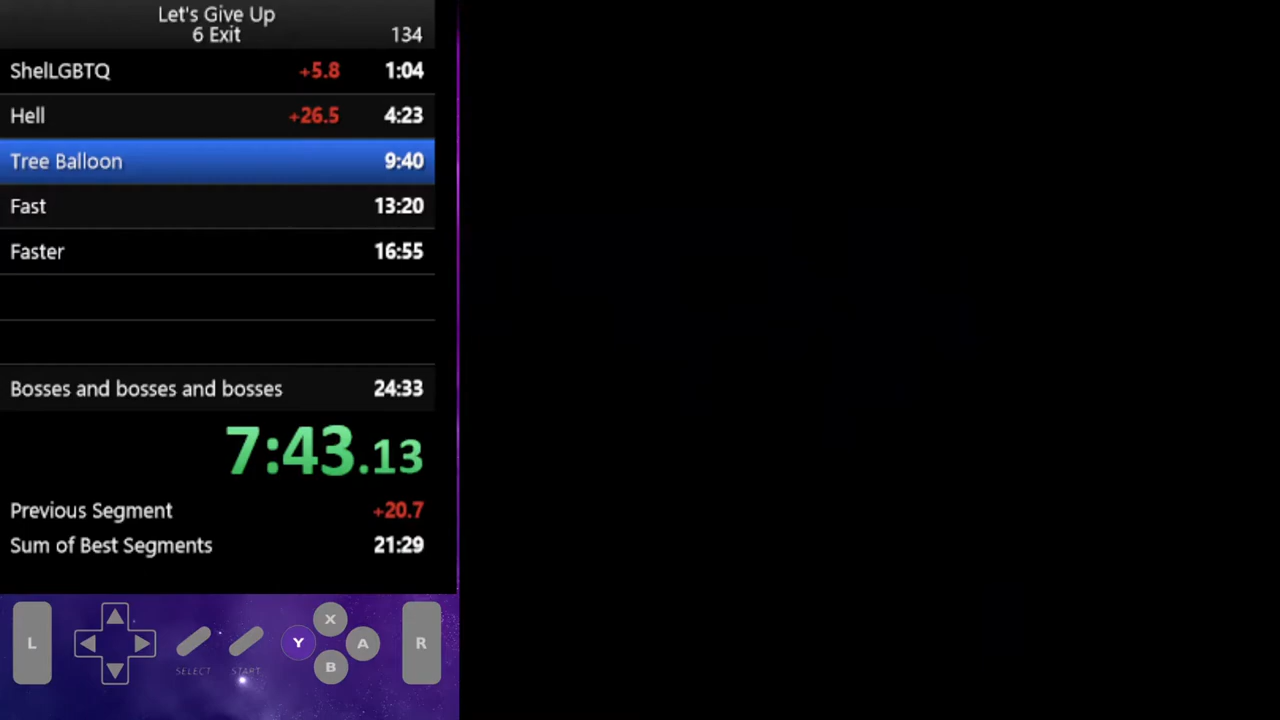 Let's Give Up
6 Exit 134
ShelLGBTQ +5.8 1:04
Hell +26.5 4:23
Tree Balloon 9:40
Fast 13:20
Faster 16:55
Bosses and bosses and bosses 24:33
7:43.13
Previous Segment +20.7
Sum of Best Segments 21:29
X
L Y A R
B
SELECT START